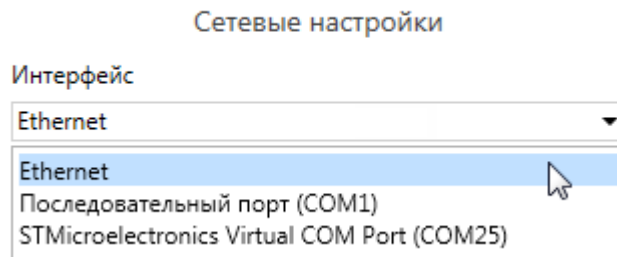 Сетевые настройки
Интерфейс
Ethernet
Ethernet
Последовательный порт (COM1)
STMicroelectronics Virtual COM Port (COM25)